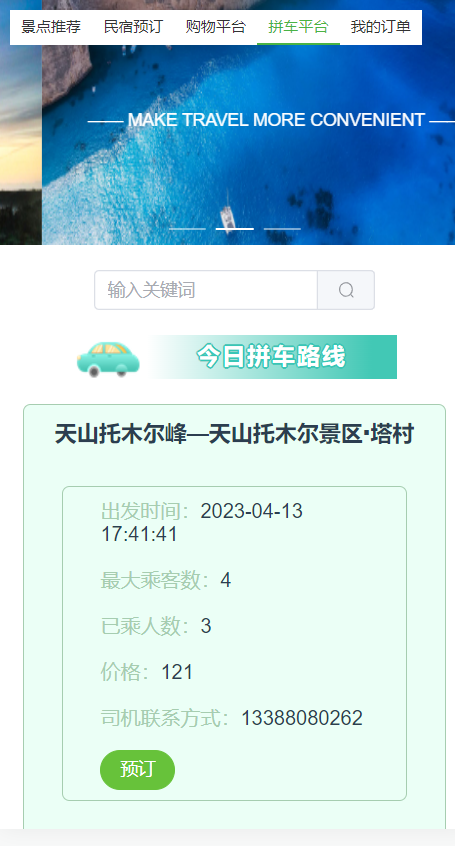 景点推荐 民宿预订 购物平台 拼车平台 我的订单
—— MAKE TRAVEL MORE CONVENIENT ——
输入关键词
今日拼车路线
天山托木尔峰—天山托木尔景区·塔村
出发时间：2023-04-13
17:41:41
最大乘客数：4
已乘人数：3
价格：121
司机联系方式：13388080262
预订